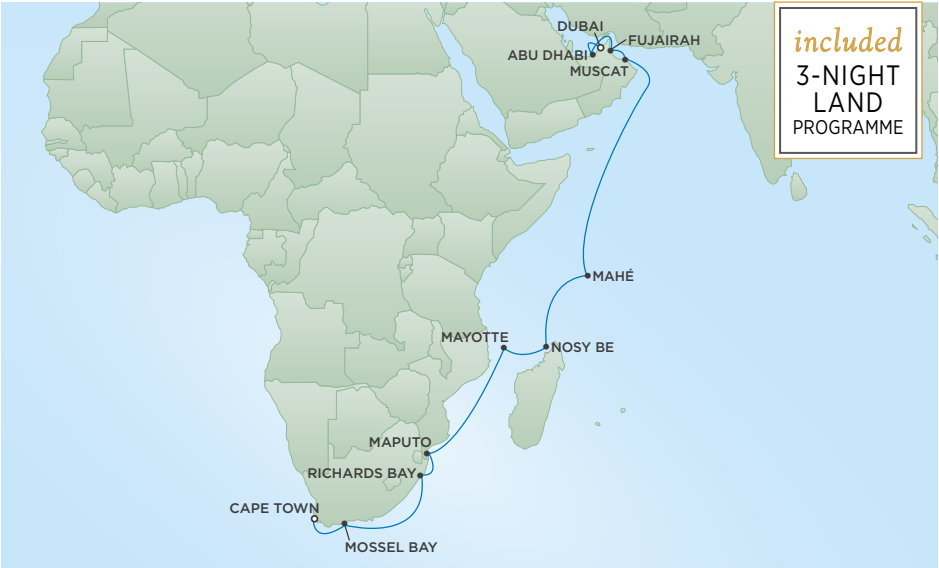 included
3-NIGHT
LAND
PROGRAMME
DUBAI
FUJAIRAH
ABU DHABI
MUSCAT
MAHÉ
MAYOTTE
NOSY BE
MAPUTO
RICHARDS BAY
CAPE TOWN
MOSSEL BAY